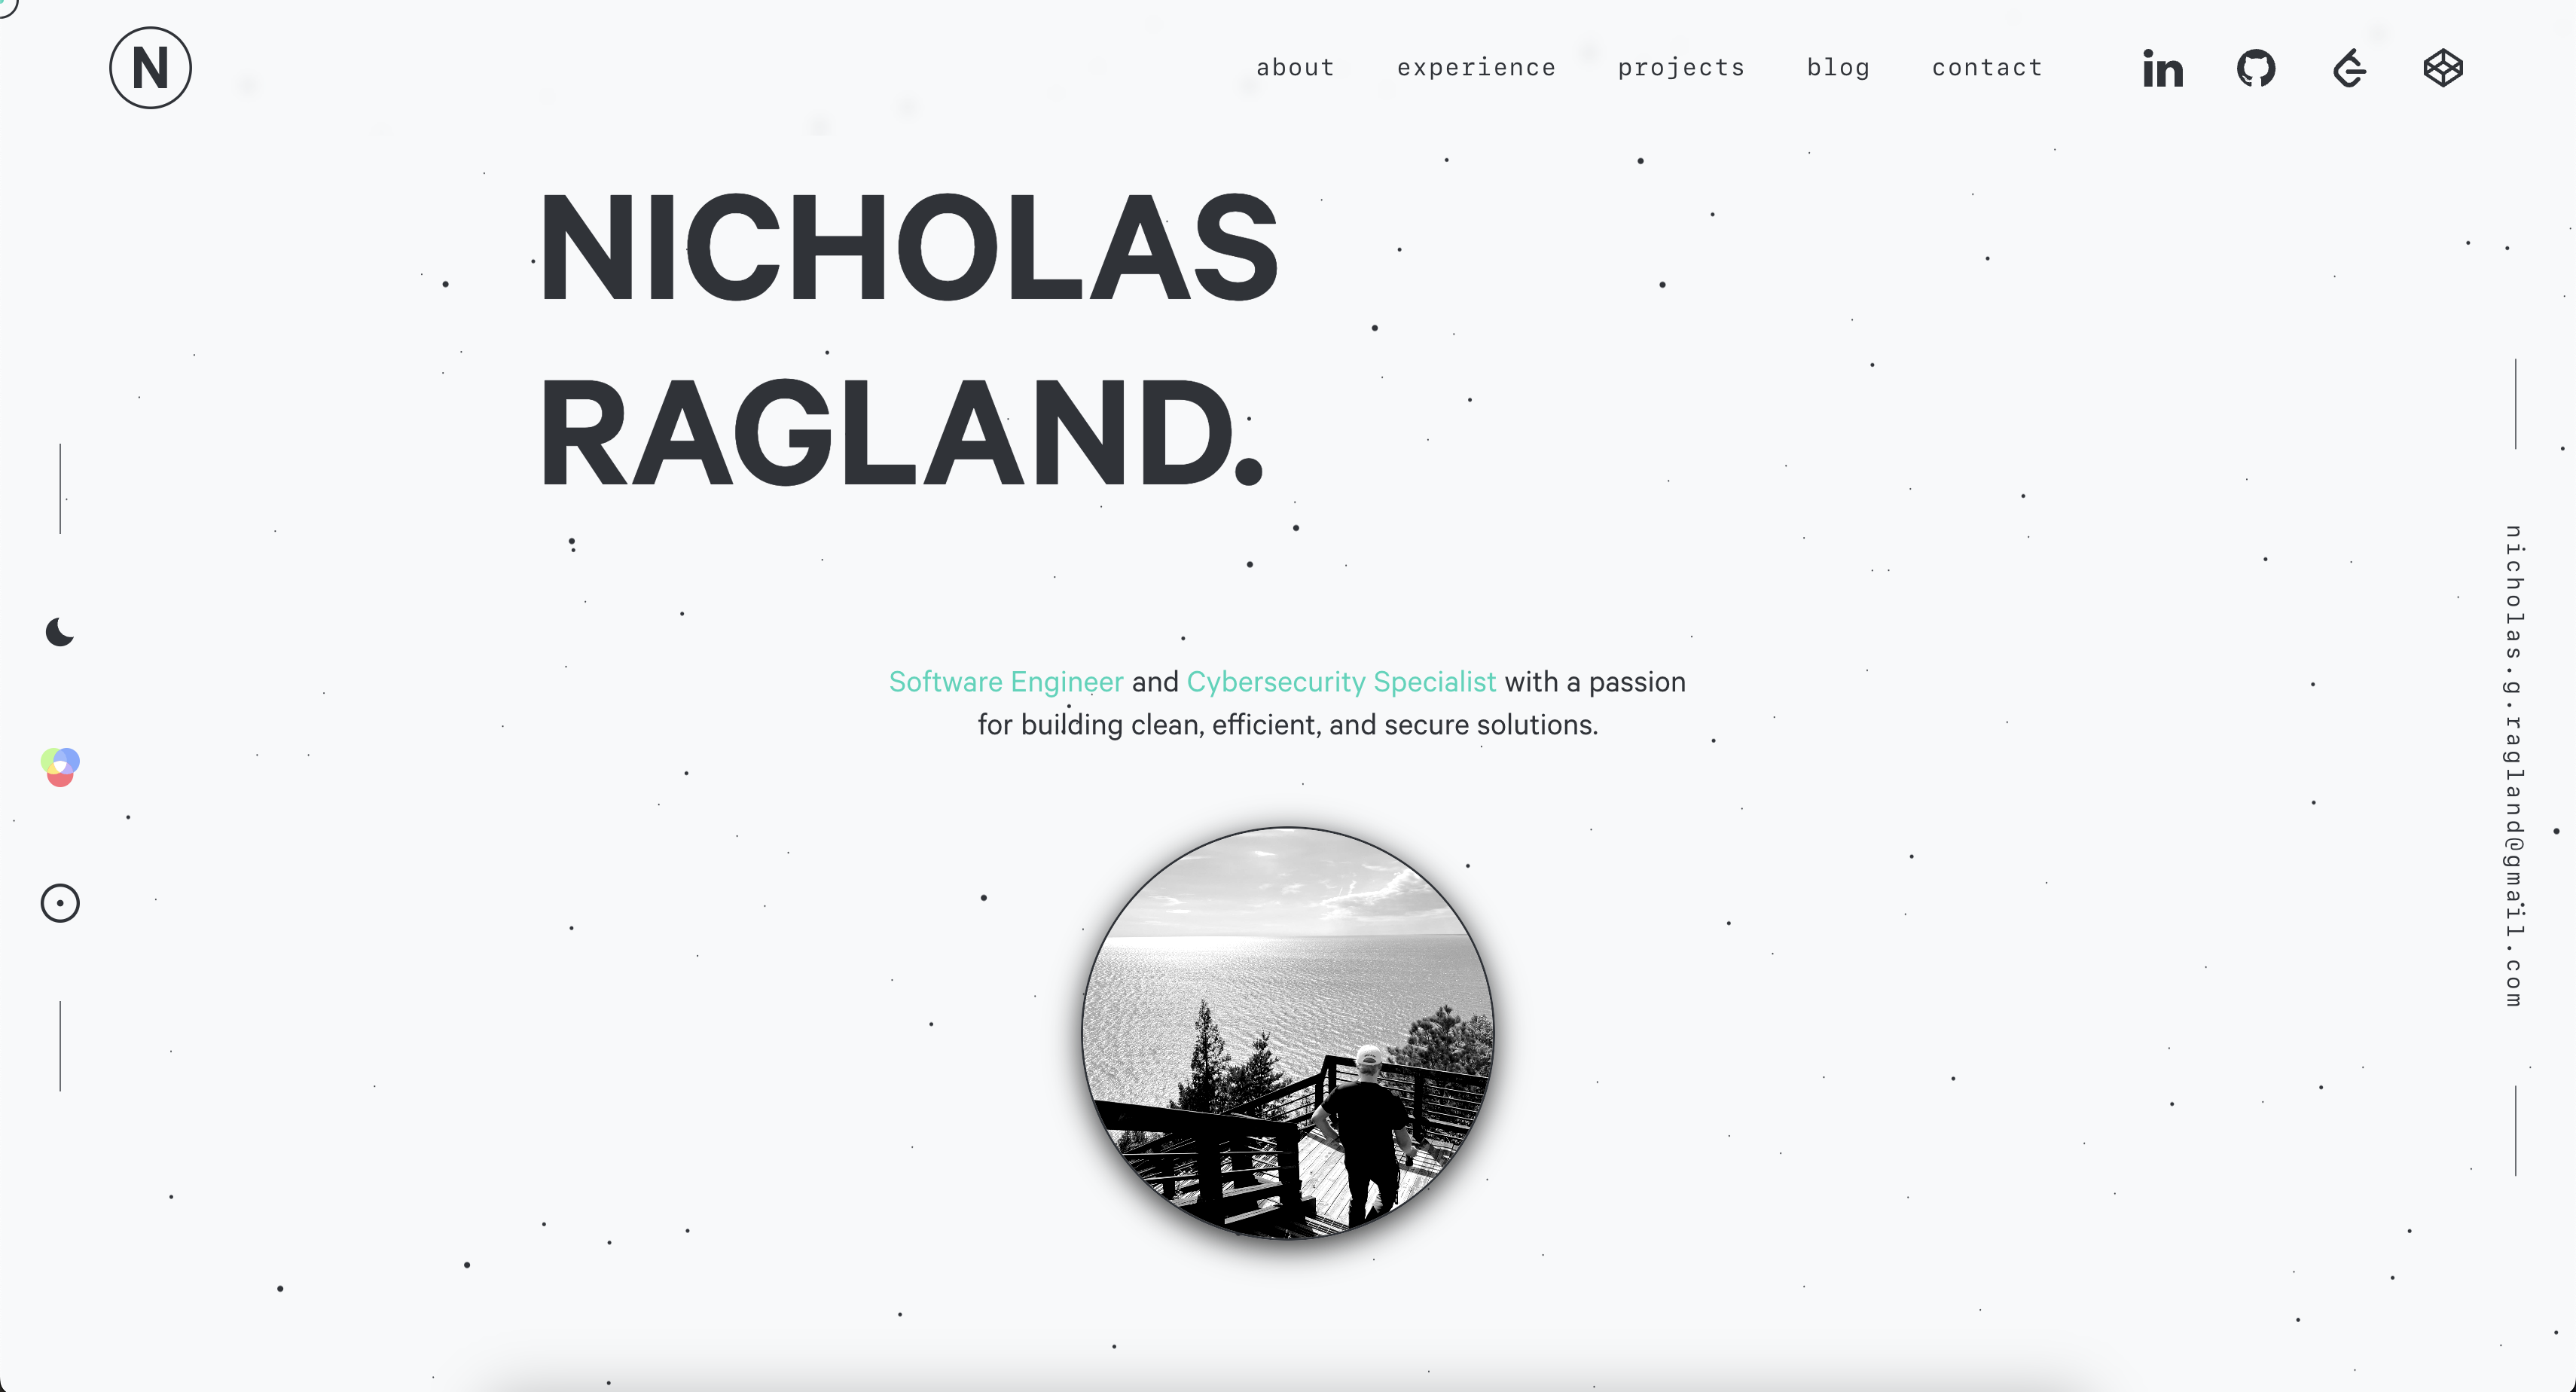 N
about experience projects blog contact
NICHOLAS
RAGLAND.
Software Engineer and Cybersecurity Specialist with a passion
for building clean, efficient, and secure solutions.
nicholas.g.ragland@gmail.com